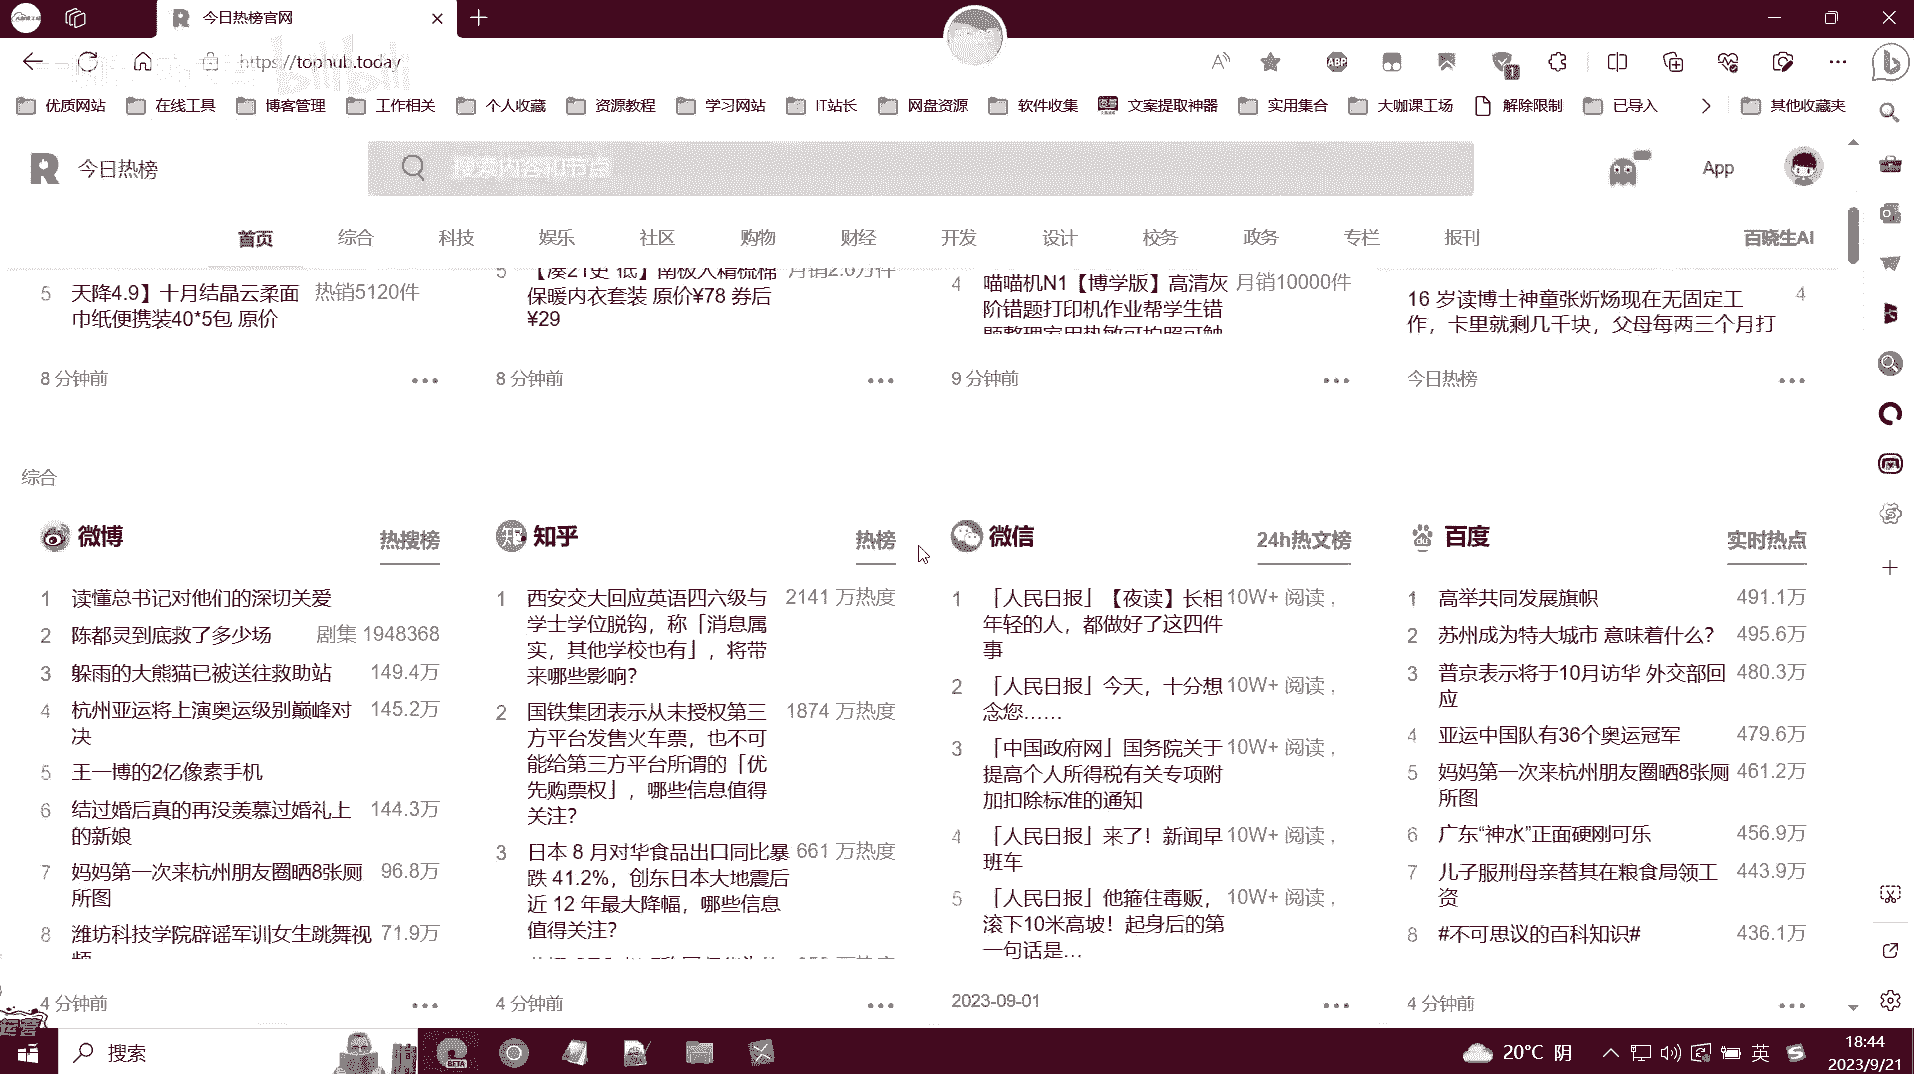 今日热榜官网
https://tophub.today
bilibili
优质网站 在线工具 博客管理 工作相关 个人收藏 资源教程 学习网站 IT站长 网盘资源 软件收集 文案提取神器 实用集合 大咖课工场 解除限制 已导入 其他收藏夹
今日热榜
搜索内容和节点
App
首页 综合 科技 娱乐 社区 购物 财经 开发 设计 校务 政务 专栏 报刊 百晓生AI
5 天降4.9】十月结晶云柔面 热销5120件
巾纸便携装40*5包 原价
8 分钟前
5 【凑21更 低】南极人精梳棉 月销2.0万件
保暖内衣套装 原价¥78 券后
¥29
8 分钟前
4 喵喵机N1【博学版】高清灰 月销10000件
阶错题打印机作业帮学生错
题整理家用热敏可拍照可触
9 分钟前
16 岁读博士神童张炘炀现在无固定工 4
作，卡里就剩几千块，父母每两三个月打
今日热榜
综合
微博 热搜榜
1 读懂总书记对他们的深切关爱
2 陈都灵到底救了多少场 剧集 1948368
3 躲雨的大熊猫已被送往救助站 149.4万
4 杭州亚运将上演奥运级别巅峰对 145.2万
决
5 王一博的2亿像素手机
6 结过婚后真的再没羡慕过婚礼上 144.3万
的新娘
7 妈妈第一次来杭州朋友圈晒8张厕 96.8万
所图
8 潍坊科技学院辟谣军训女生跳舞视 71.9万
频
4 分钟前
知乎 热榜
1 西安交大回应英语四六级与 2141 万热度
学士学位脱钩，称「消息属
实，其他学校也有」，将带
来哪些影响?
2 国铁集团表示从未授权第三 1874 万热度
方平台发售火车票，也不可
能给第三方平台所谓的「优
先购票权」，哪些信息值得
关注?
3 日本 8 月对华食品出口同比暴 661 万热度
跌 41.2%，创东日本大地震后
近 12 年最大降幅，哪些信息
值得关注?
4 分钟前
微信 24h热文榜
1 「人民日报」【夜读】长相 10W+ 阅读，
年轻的人，都做好了这四件
事
2 「人民日报」今天，十分想 10W+ 阅读，
念您……
3 「中国政府网」国务院关于 10W+ 阅读，
提高个人所得税有关专项附
加扣除标准的通知
4 「人民日报」来了！新闻早 10W+ 阅读，
班车
5 「人民日报」他箍住毒贩， 10W+ 阅读，
滚下10米高坡！起身后的第
一句话是…
2023-09-01
百度 实时热点
1 高举共同发展旗帜 491.1万
2 苏州成为特大城市 意味着什么? 495.6万
3 普京表示将于10月访华 外交部回 480.3万
应
4 亚运中国队有36个奥运冠军 479.6万
5 妈妈第一次来杭州朋友圈晒8张厕 461.2万
所图
6 广东“神水”正面硬刚可乐 456.9万
7 儿子服刑母亲替其在粮食局领工 443.9万
资
8 #不可思议的百科知识# 436.1万
4 分钟前
运营
搜索
BETA
20°C 阴
英
18:44
2023/9/21